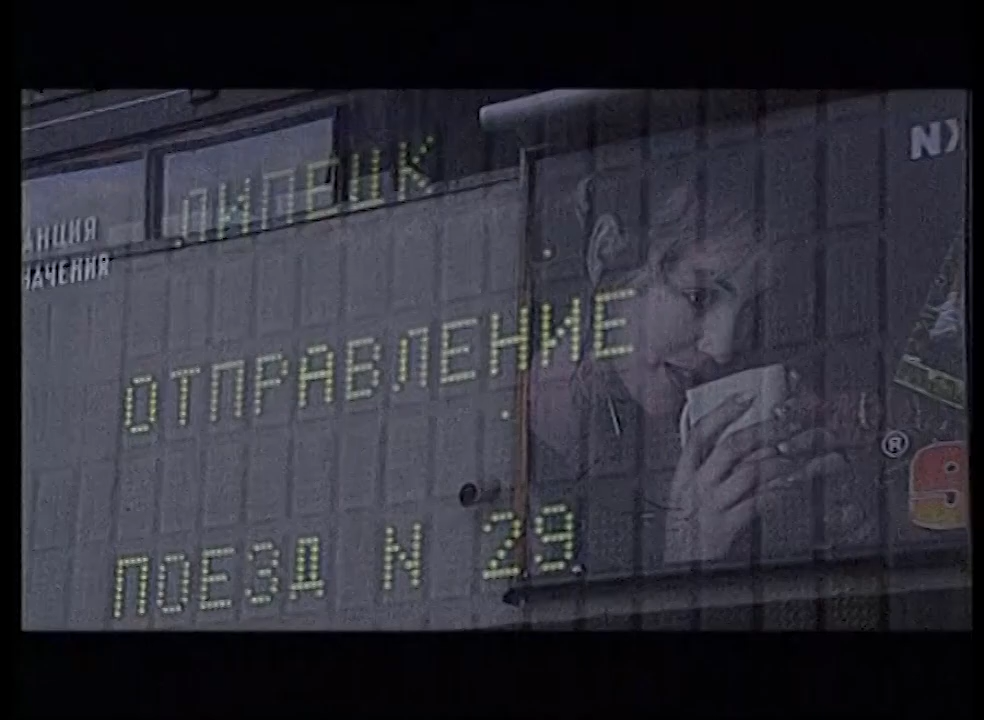 ЛИПЕЦК
АНЦИЯ
НАЧЕНИЯ
ОТПРАВЛЕНИЕ
ПОЕЗД N 29
®